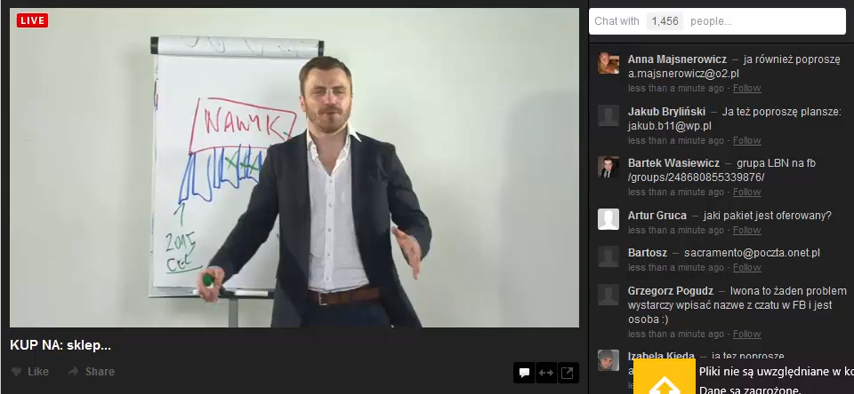 LIVE
Chat with 1,456 people...
NAWYK
2015
CEL
KUP NA: sklep...
Like Share
Anna Majsnerowicz – ja również poproszę
a.majsnerowicz@o2.pl
less than a minute ago - Follow
Jakub Bryliński – Ja też poproszę plansze:
jakub.b11@wp.pl
less than a minute ago - Follow
Bartek Wasiewicz – grupa LBN na fb
/groups/248680855339876/
less than a minute ago - Follow
Artur Gruca – jaki pakiet jest oferowany?
less than a minute ago - Follow
Bartosz – sacramento@poczta.onet.pl
less than a minute ago - Follow
Grzegorz Pogudz – Iwona to żaden problem
wystarczy wpisać nazwe z czatu w FB i jest
osoba :)
less than a minute ago - Follow
Izabela Kieda – ja tez poprosze
Pliki nie są uwzględniane w
Dane są zagrożone.